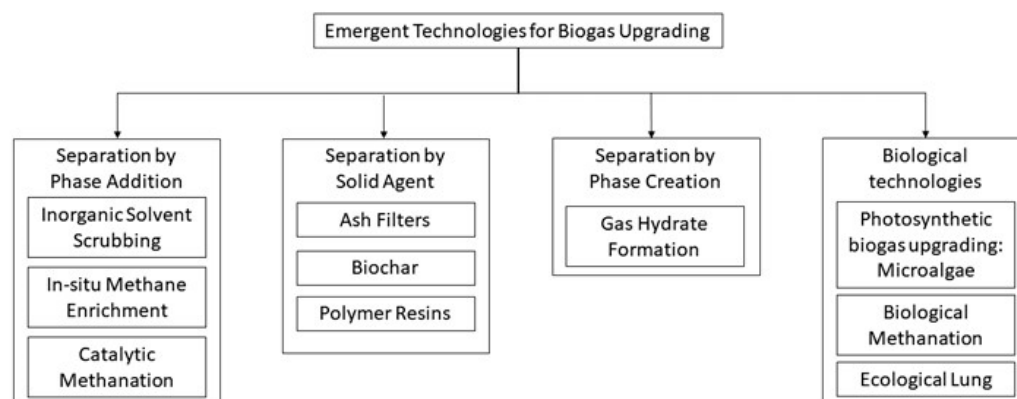 Emergent Technologies for Biogas Upgrading
Separation by
Phase Addition
Inorganic Solvent
Scrubbing
In-situ Methane
Enrichment
Catalytic
Methanation
Separation by
Solid Agent
Ash Filters
Biochar
Polymer Resins
Separation by
Phase Creation
Gas Hydrate
Formation
Biological
technologies
Photosynthetic
biogas upgrading:
Microalgae
Biological
Methanation
Ecological Lung